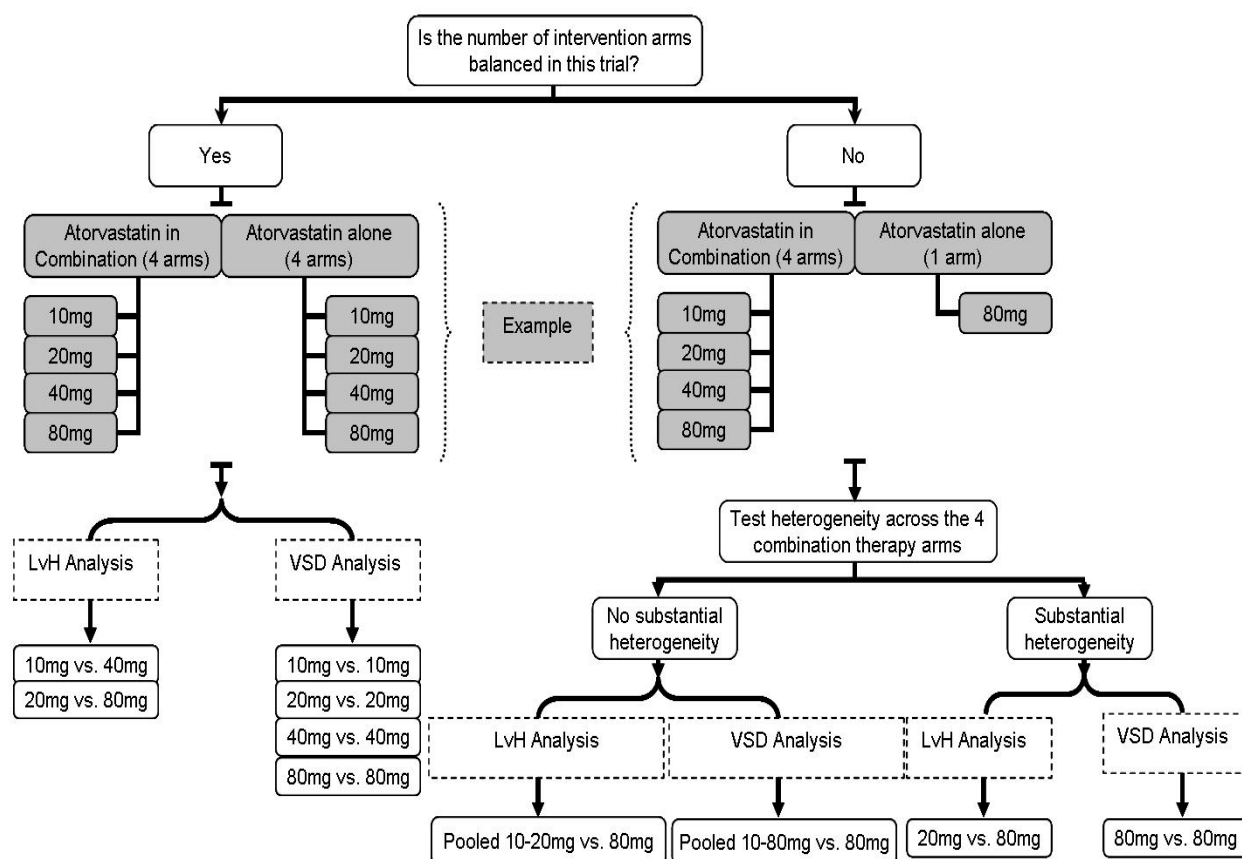 Is the number of intervention arms
balanced in this trial?
Yes
No
Atorvastatin in
Combination (4 arms)
Atorvastatin alone
(4 arms)
10mg
20mg
40mg
80mg
10mg
20mg
40mg
80mg
Example
Atorvastatin in
Combination (4 arms)
Atorvastatin alone
(1 arm)
10mg
20mg
40mg
80mg
80mg
LvH Analysis
VSD Analysis
10mg vs. 40mg
20mg vs. 80mg
10mg vs. 10mg
20mg vs. 20mg
40mg vs. 40mg
80mg vs. 80mg
Test heterogeneity across the 4
combination therapy arms
No substantial
heterogeneity
Substantial
heterogeneity
LvH Analysis
VSD Analysis
LvH Analysis
VSD Analysis
Pooled 10-20mg vs. 80mg
Pooled 10-80mg vs. 80mg
20mg vs. 80mg
80mg vs. 80mg